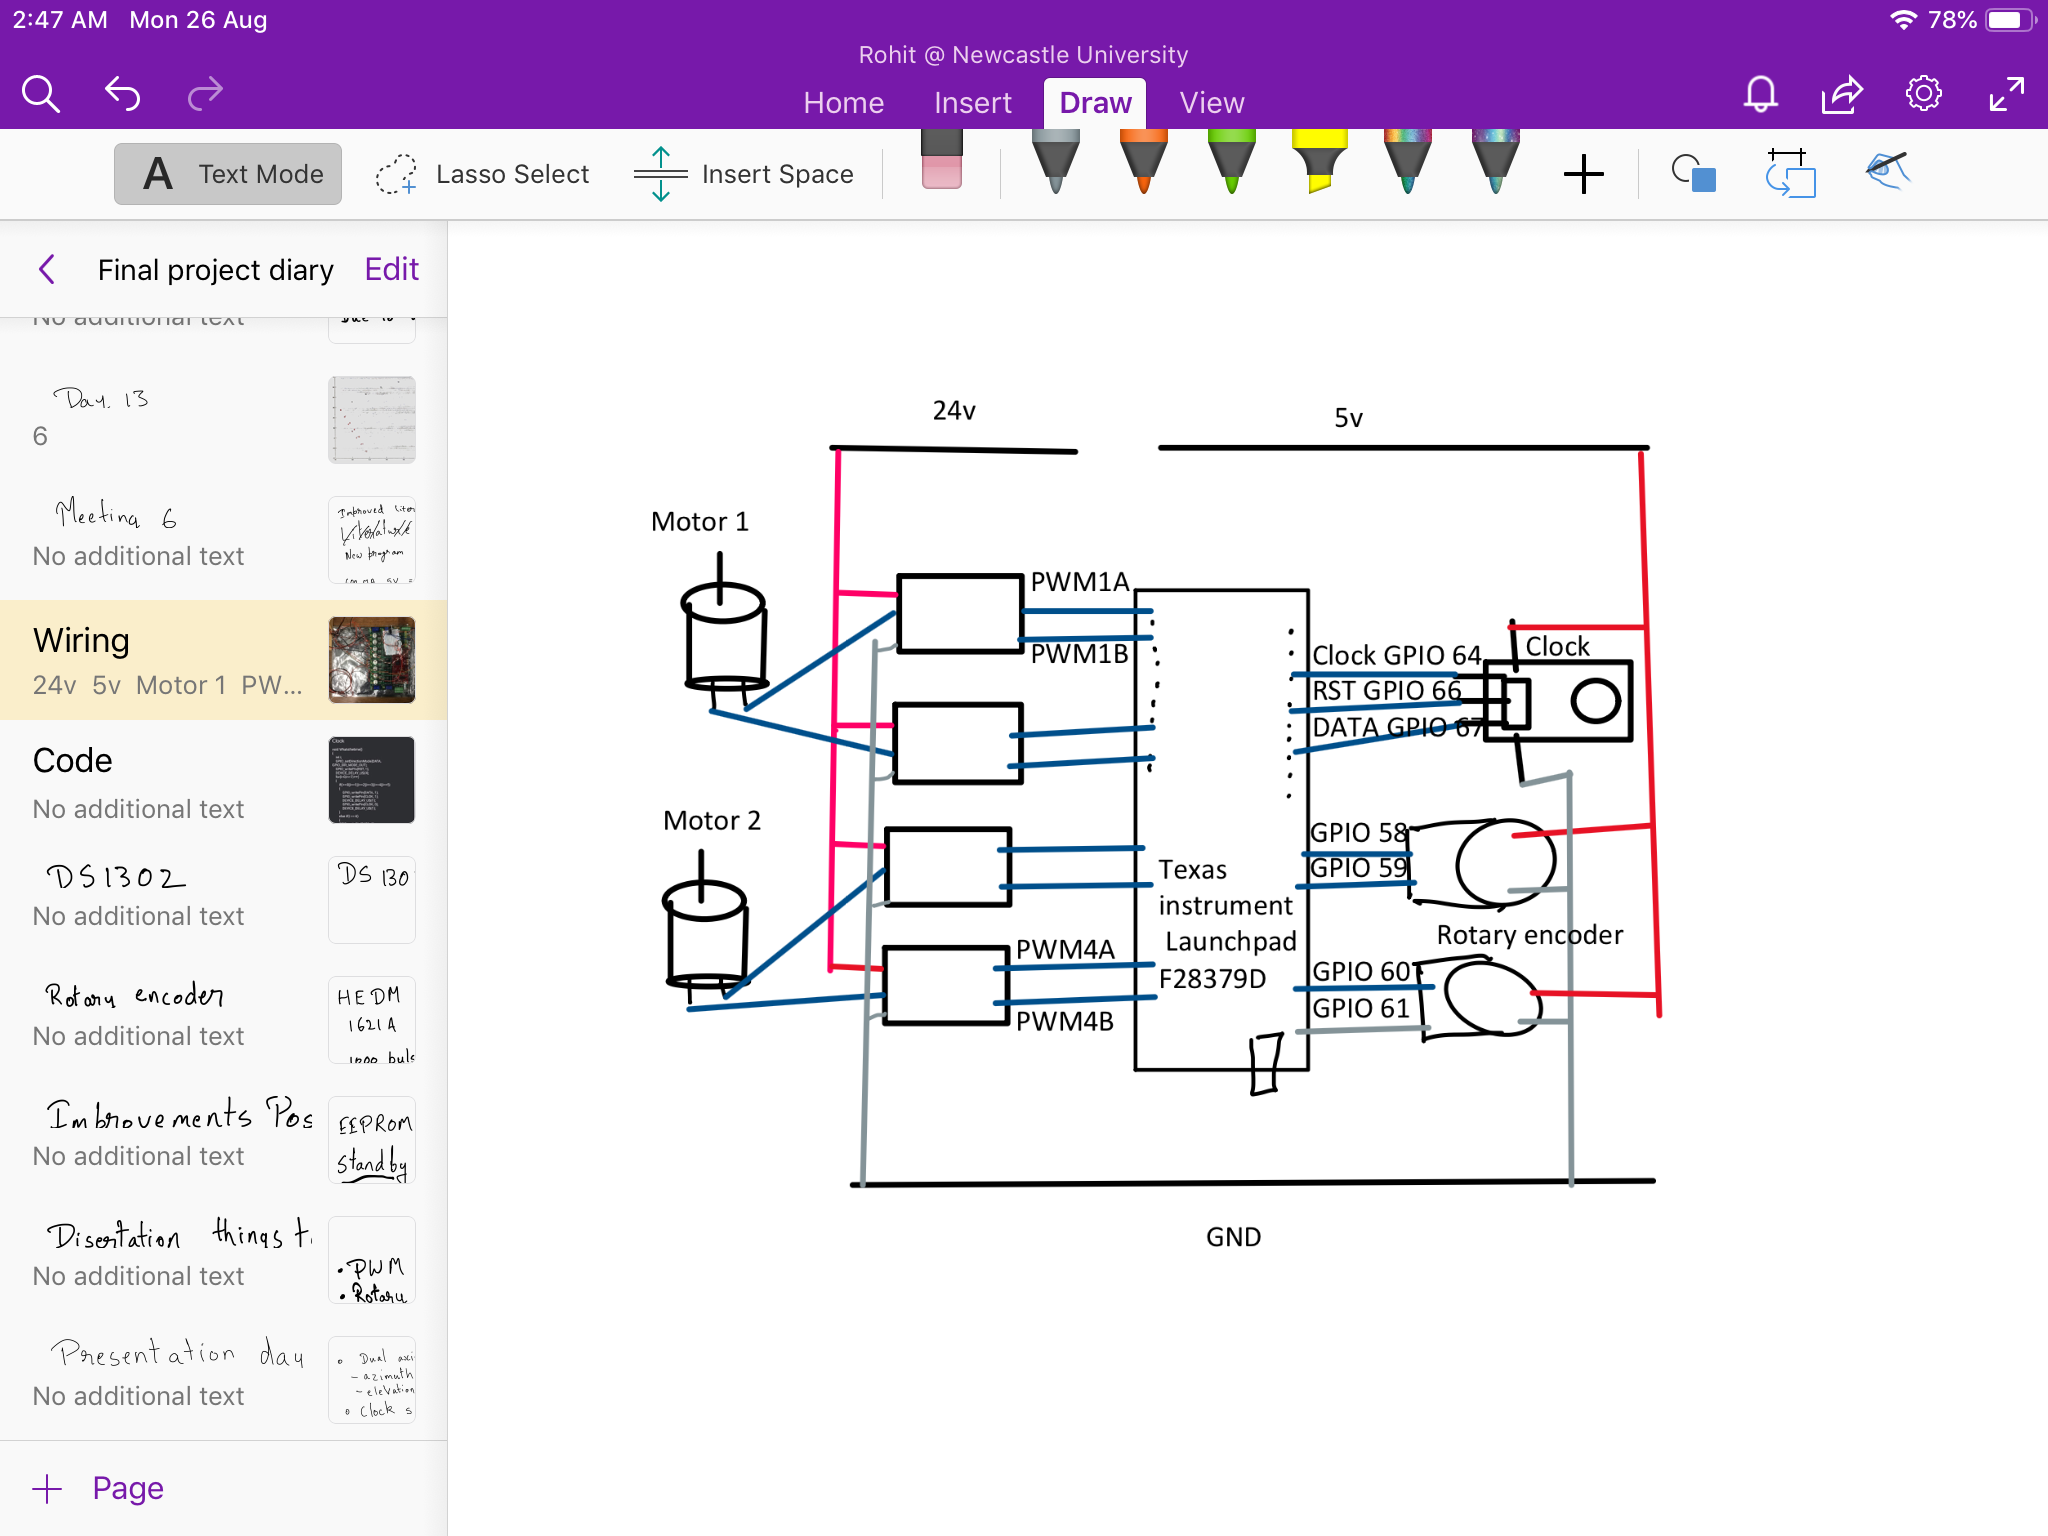 2:47 AM Mon 26 Aug
78%
Rohit @ Newcastle University
Home Insert Draw View
A Text Mode Lasso Select Insert Space
Final project diary Edit
No additional text
Day. 13
6
Meeting 6
No additional text
Improved liter
Literature
New program
Wiring
24v 5v Motor 1 PW...
Code
No additional text
Clock
DS1302
No additional text
DS 130
Rotary encoder
No additional text
HEDM
1621A
1000 puls
Improvements Pos
No additional text
EEPROM
standby
Disertation things t
No additional text
• PWM
• Rotary
Presentation day
No additional text
Dual axi
- azimuth
- elevation
Clock s
+ Page
24v
5v
Motor 1
PWM1A
PWM1B
Clock GPIO 64
Clock
RST GPIO 66
DATA GPIO 67
Motor 2
GPIO 58
GPIO 59
Texas
instrument
Launchpad
F28379D
Rotary encoder
PWM4A
PWM4B
GPIO 60
GPIO 61
GND